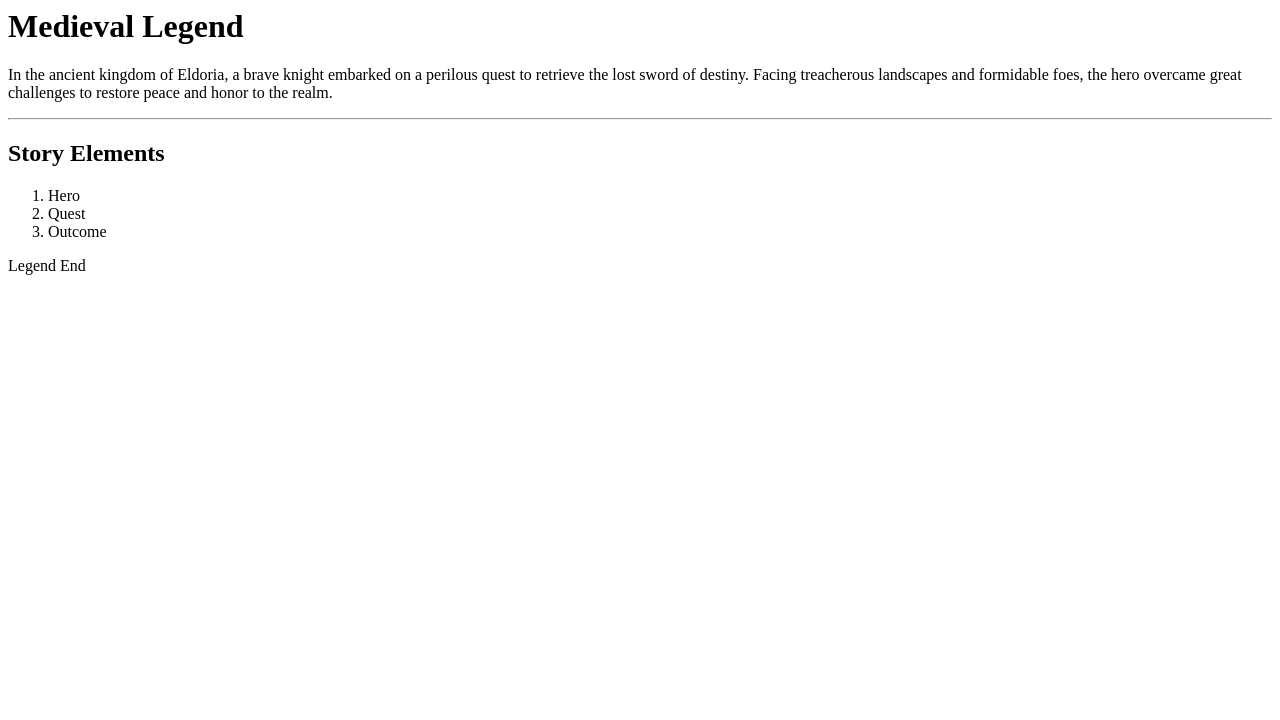 Medieval Legend
In the ancient kingdom of Eldoria, a brave knight embarked on a perilous quest to retrieve the lost sword of destiny. Facing treacherous landscapes and formidable foes, the hero overcame great
challenges to restore peace and honor to the realm.
Story Elements
1. Hero
2. Quest
3. Outcome
Legend End